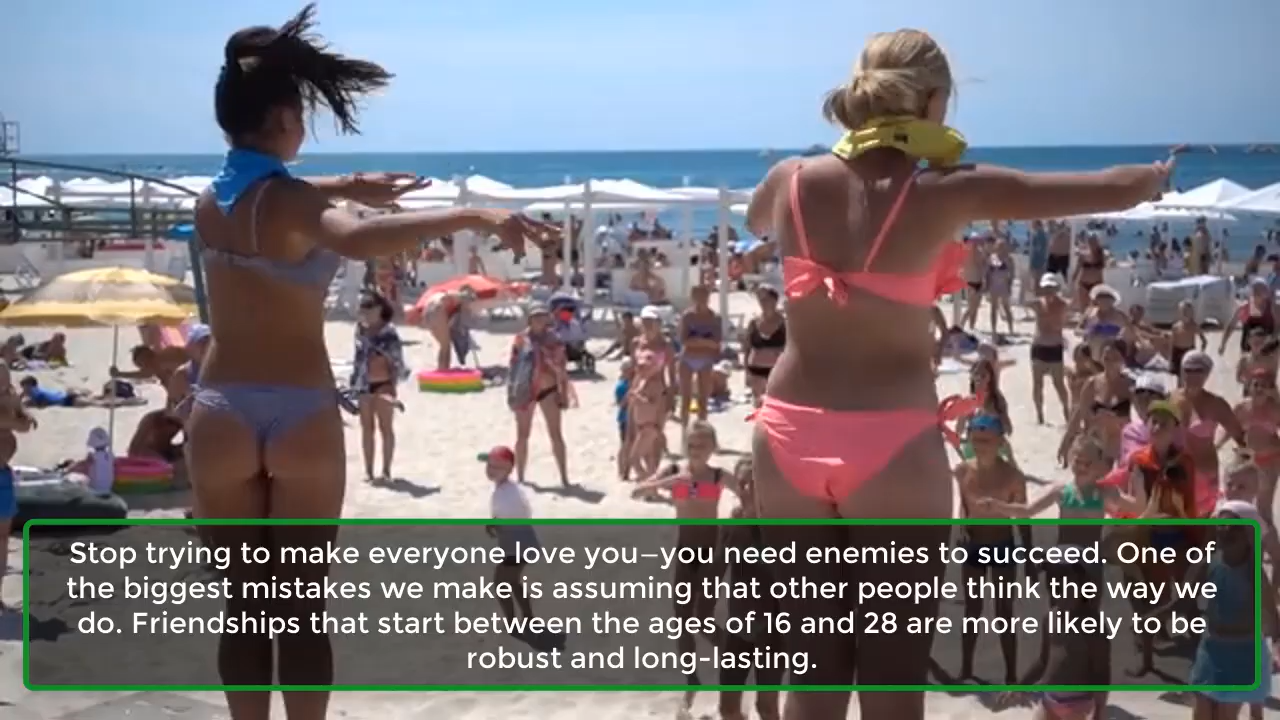 Stop trying to make everyone love you—you need enemies to succeed. One of
the biggest mistakes we make is assuming that other people think the way we
do. Friendships that start between the ages of 16 and 28 are more likely to be
robust and long-lasting.